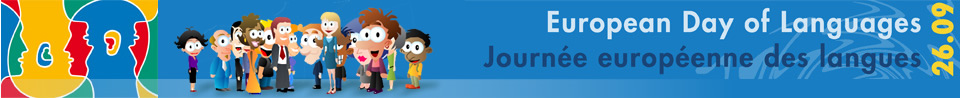 European Day of Languages
Journée européenne des langues
26.09